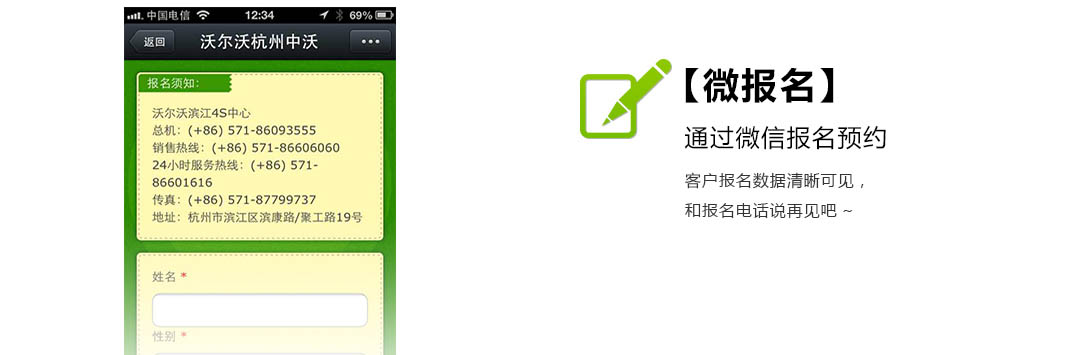 中国电信 12:34 69%
返回 沃尔沃杭州中沃
报名须知:
沃尔沃滨江4S中心
总机: (+86) 571-86093555
销售热线: (+86) 571-86606060
24小时服务热线: (+86) 571-
86601616
传真: (+86) 571-87799737
地址: 杭州市滨江区滨康路/聚工路19号
姓名 *
性别 *
【微报名】
通过微信报名预约
客户报名数据清晰可见，
和报名电话说再见吧 ~